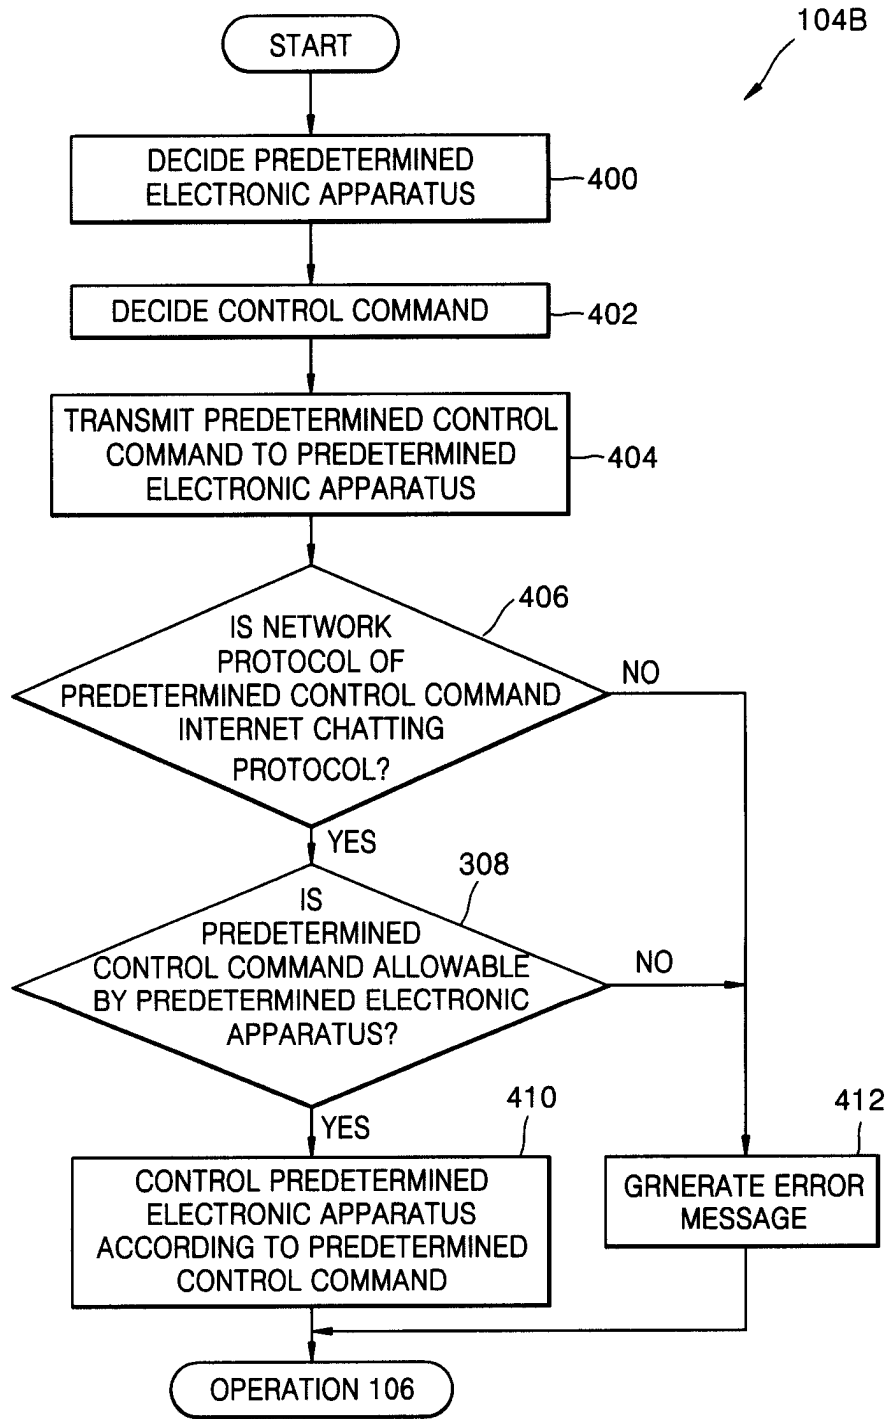 104B
START
DECIDE PREDETERMINED
ELECTRONIC APPARATUS
400
DECIDE CONTROL COMMAND
402
TRANSMIT PREDETERMINED CONTROL
COMMAND TO PREDETERMINED
ELECTRONIC APPARATUS
404
406
IS NETWORK
PROTOCOL OF
PREDETERMINED CONTROL COMMAND
INTERNET CHATTING
PROTOCOL?
NO
YES
308
IS
PREDETERMINED
CONTROL COMMAND ALLOWABLE
BY PREDETERMINED ELECTRONIC
APPARATUS?
NO
YES
410
CONTROL PREDETERMINED
ELECTRONIC APPARATUS
ACCORDING TO PREDETERMINED
CONTROL COMMAND
412
GRNERATE ERROR
MESSAGE
OPERATION 106